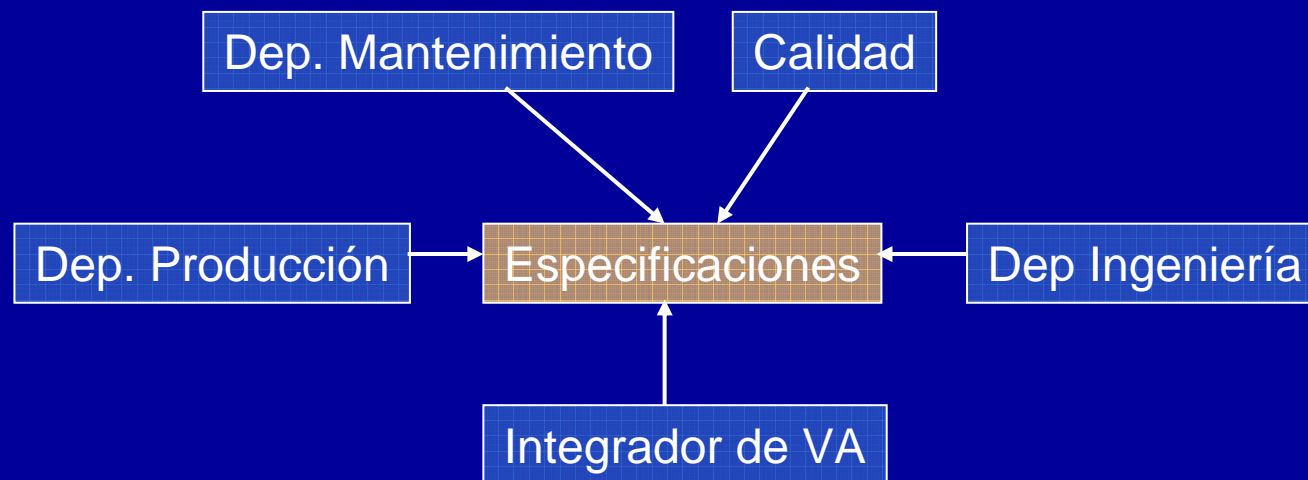 Dep. Mantenimiento
Calidad
Dep. Producción
Especificaciones
Dep Ingeniería
Integrador de VA